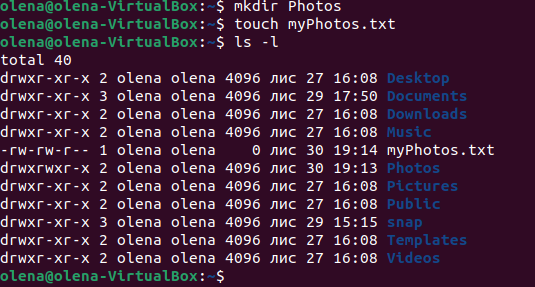 olena@olena-VirtualBox:~$ mkdir Photos
olena@olena-VirtualBox:~$ touch myPhotos.txt
olena@olena-VirtualBox:~$ ls -l
total 40
drwxr-xr-x 2 olena olena 4096 лис 27 16:08 Desktop
drwxr-xr-x 3 olena olena 4096 лис 29 17:50 Documents
drwxr-xr-x 2 olena olena 4096 лис 27 16:08 Downloads
drwxr-xr-x 2 olena olena 4096 лис 27 16:08 Music
-rw-rw-r-- 1 olena olena    0 лис 30 19:14 myPhotos.txt
drwxrwxr-x 2 olena olena 4096 лис 30 19:13 Photos
drwxr-xr-x 2 olena olena 4096 лис 27 16:08 Pictures
drwxr-xr-x 2 olena olena 4096 лис 27 16:08 Public
drwxr-xr-x 3 olena olena 4096 лис 29 15:15 snap
drwxr-xr-x 2 olena olena 4096 лис 27 16:08 Templates
drwxr-xr-x 2 olena olena 4096 лис 27 16:08 Videos
olena@olena-VirtualBox:~$